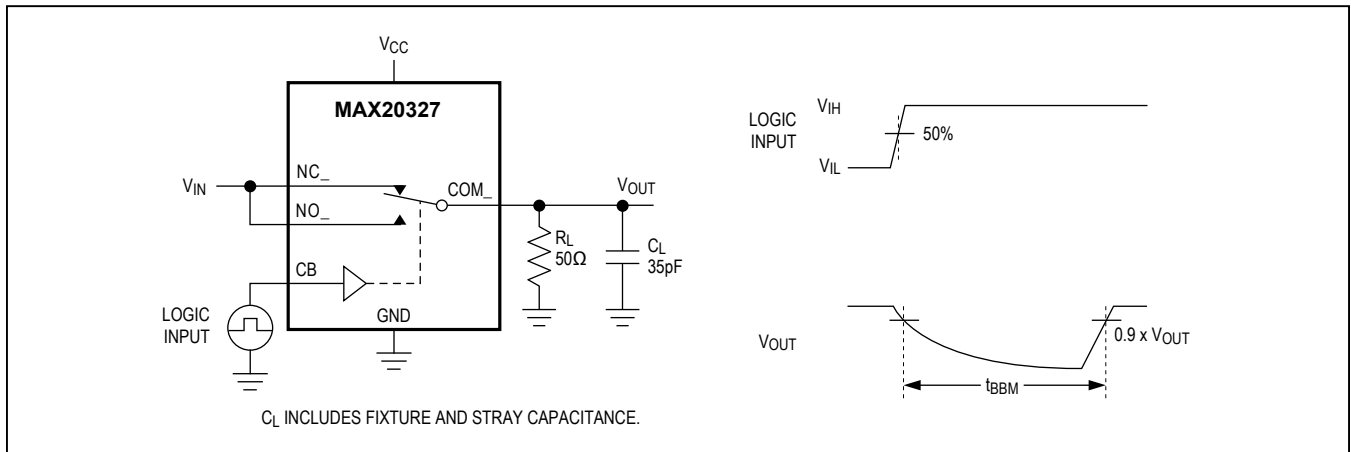 VCC
MAX20327
VIN
NC_
NO_
COM_
VOUT
RL
50Ω
CL
35pF
CB
LOGIC
INPUT
GND
CL INCLUDES FIXTURE AND STRAY CAPACITANCE.
LOGIC
INPUT
VIH
50%
VIL
VOUT
0.9 x VOUT
tBBM